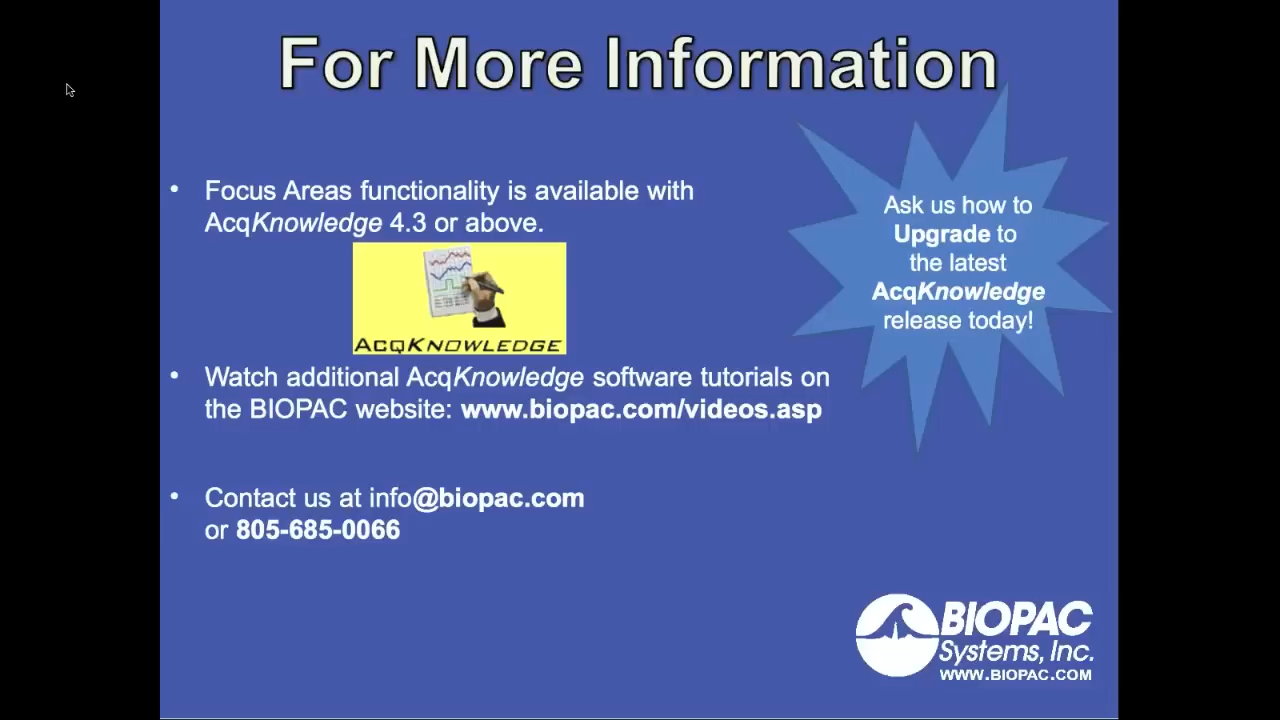 For More Information
• Focus Areas functionality is available with
AcqKnowledge 4.3 or above.
ACQKNOWLEDGE
• Watch additional AcqKnowledge software tutorials on
the BIOPAC website: www.biopac.com/videos.asp
• Contact us at info@biopac.com
or 805-685-0066
Ask us how to
Upgrade to
the latest
AcqKnowledge
release today!
BIOPAC
Systems, Inc.
WWW.BIOPAC.COM